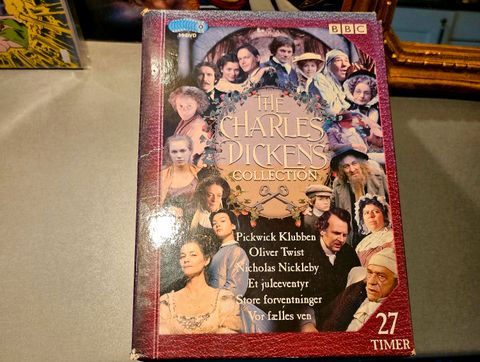 BBC
THE
CHARLES
DICKENS
COLLECTION
Pickwick Klubben
Oliver Twist
Nicholas Nickleby
Et juleeventyr
Store forventninger
Vor fælles ven
27
TIMER